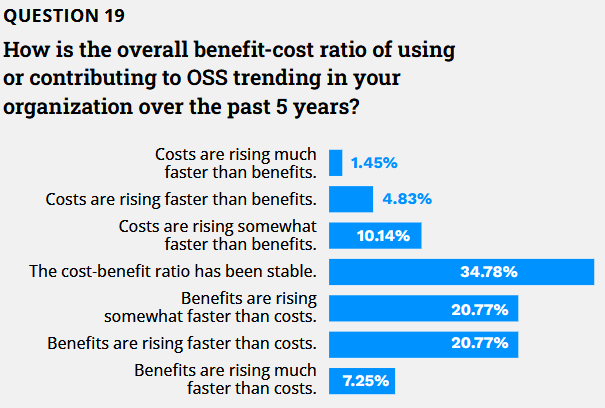 QUESTION 19
How is the overall benefit-cost ratio of using
or contributing to OSS trending in your
organization over the past 5 years?
Costs are rising much
faster than benefits.
1.45%
Costs are rising faster than benefits.
4.83%
Costs are rising somewhat
faster than benefits.
10.14%
The cost-benefit ratio has been stable.
34.78%
Benefits are rising
somewhat faster than costs.
20.77%
Benefits are rising faster than costs.
20.77%
Benefits are rising much
faster than costs.
7.25%